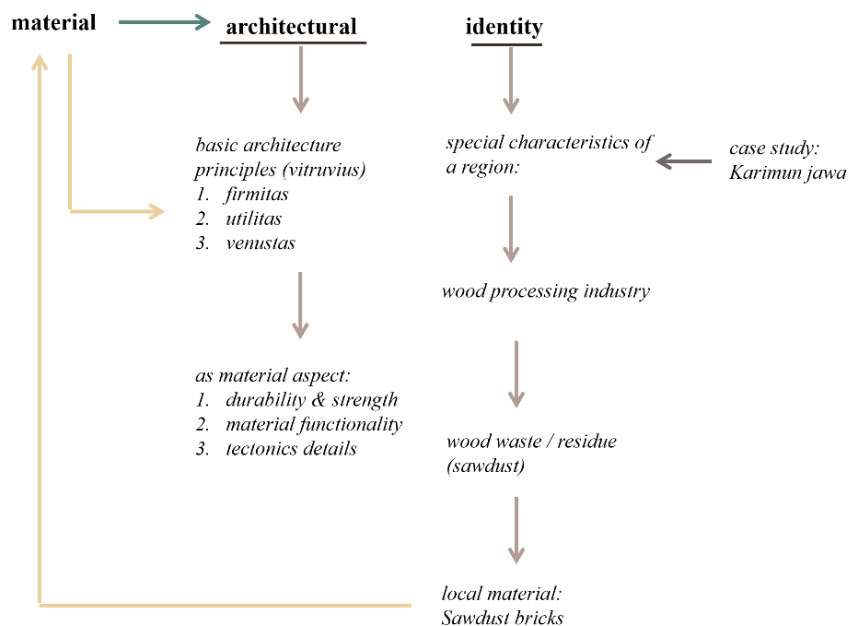 material
architectural
identity
basic architecture
principles (vitruvius)
1. firmitas
2. utilitas
3. venustas
special characteristics of
a region:
case study:
Karimun jawa
wood processing industry
as material aspect:
1. durability & strength
2. material functionality
3. tectonics details
wood waste / residue
(sawdust)
local material:
Sawdust bricks